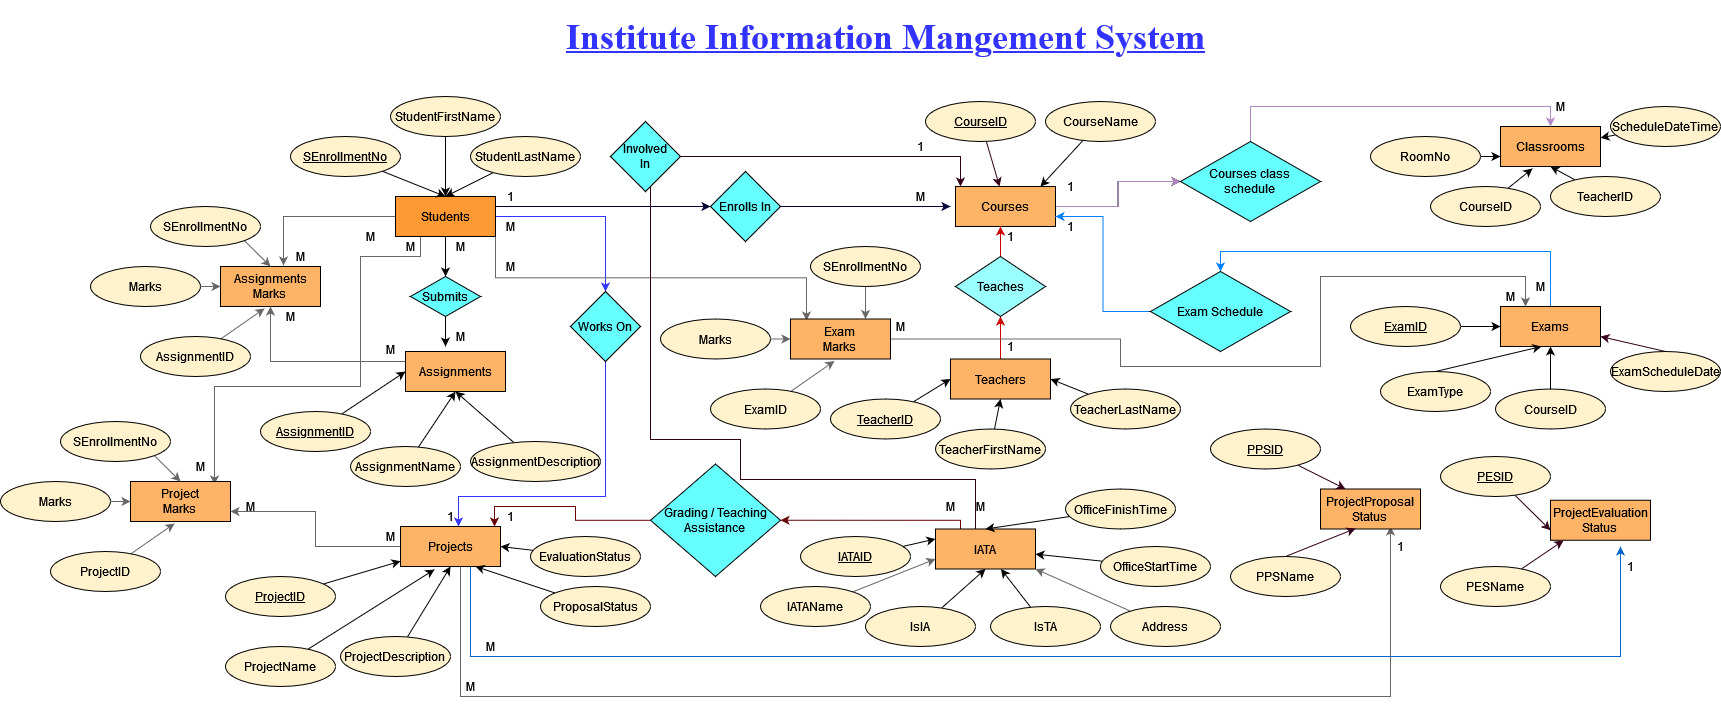 Institute Information Mangement System
StudentFirstName
SEnrollmentNo
StudentLastName
Students
1
M
M
M
M
M
M
SEnrollmentNo
Marks
AssignmentID
Assignments
Marks
M
M
M
Submits
M
Assignments
AssignmentID
AssignmentName
AssignmentDescription
Involved
In
1
Enrolls In
M
Works On
CourseID
CourseName
Courses
1
1
Courses class
schedule
M
Classrooms
ScheduleDateTime
RoomNo
CourseID
TeacherID
1
Teaches
1
Teachers
TeacherID
TeacherFirstName
TeacherLastName
SEnrollmentNo
Marks
ExamID
Exam
Marks
M
Exam Schedule
M
M
Exams
ExamID
ExamType
CourseID
ExamScheduleDate
SEnrollmentNo
Marks
ProjectID
Project
Marks
M
M
M
1
1
Projects
EvaluationStatus
ProposalStatus
ProjectID
ProjectName
ProjectDescription
M
M
Grading / Teaching
Assistance
M
M
IATA
OfficeFinishTime
OfficeStartTime
IATAID
IATAName
IsIA
IsTA
Address
PPSID
ProjectProposal
Status
PPSName
1
PESID
ProjectEvaluation
Status
PESName
1